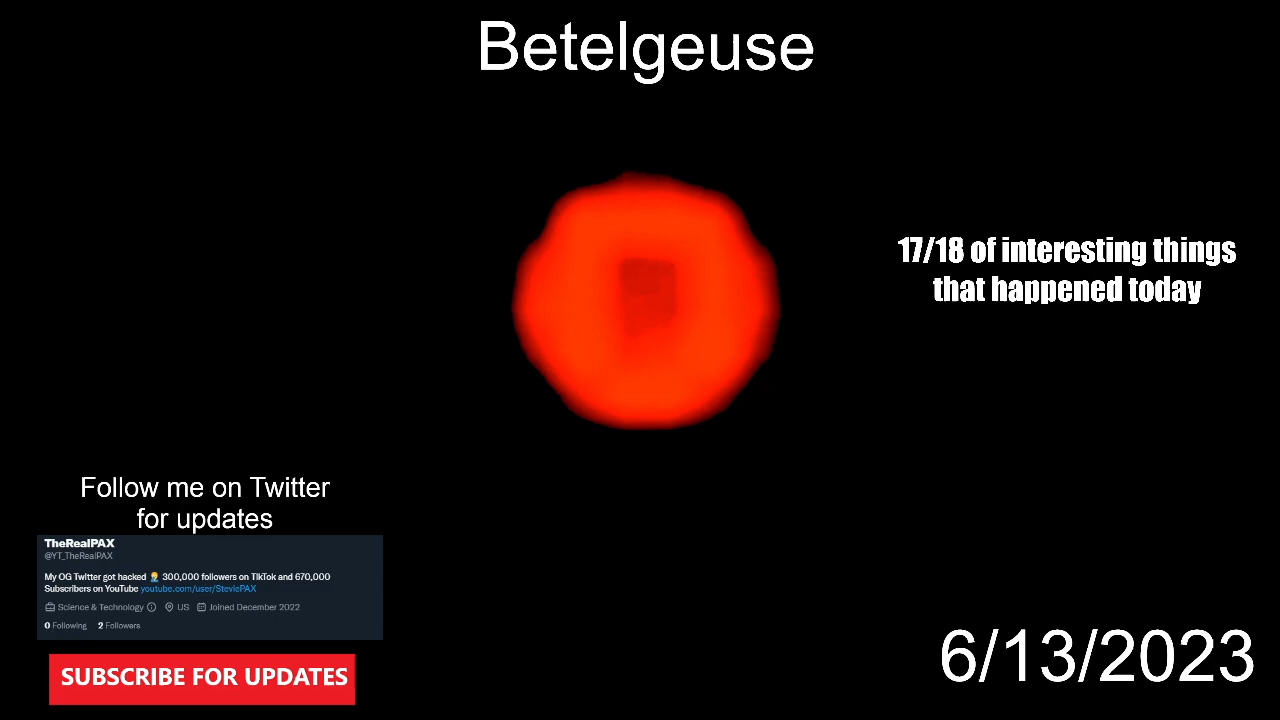 Betelgeuse
17/18 of interesting things
that happened today
Follow me on Twitter
for updates
TheRealPAX
@YT_TheRealPAX
My OG Twitter got hacked 🤦 300,000 followers on TikTok and 670,000
Subscribers on YouTube youtube.com/user/SteviePAX
Science & Technology US Joined December 2022
0 Following 2 Followers
SUBSCRIBE FOR UPDATES
6/13/2023